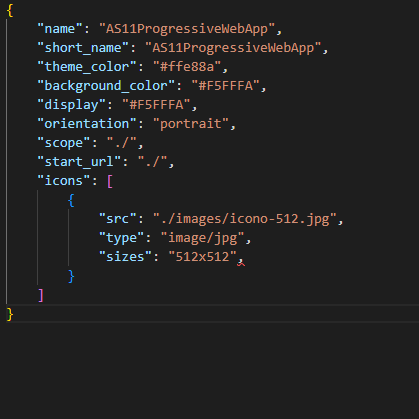 {
"name": "AS11ProgressiveWebApp",
"short_name": "AS11ProgressiveWebApp",
"theme_color": "#ffe88a",
"background_color": "#F5FFFA",
"display": "#F5FFFA",
"orientation": "portrait",
"scope": "./",
"start_url": "./",
"icons": [
{
"src": "./images/icono-512.jpg",
"type": "image/jpg",
"sizes": "512x512",
}
]
}